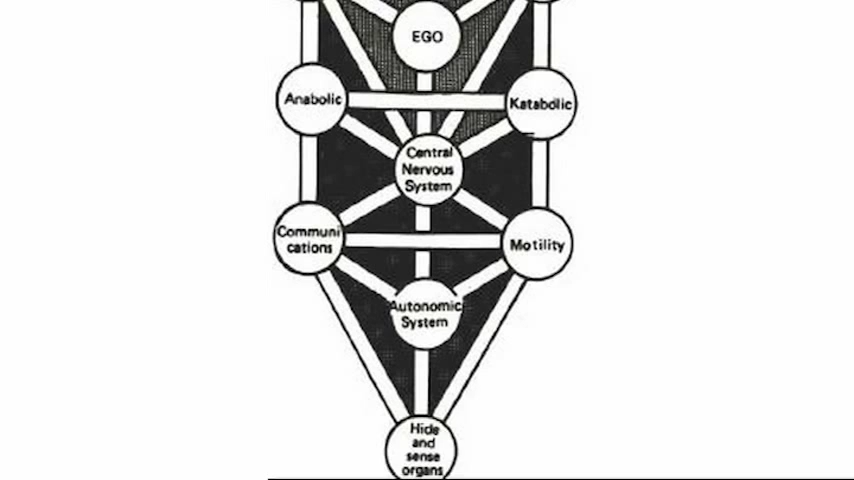 EGO
Anabolic
Katabolic
Central
Nervous
System
Communi
cations
Motility
Autonomic
System
Hide
and
sense
organs